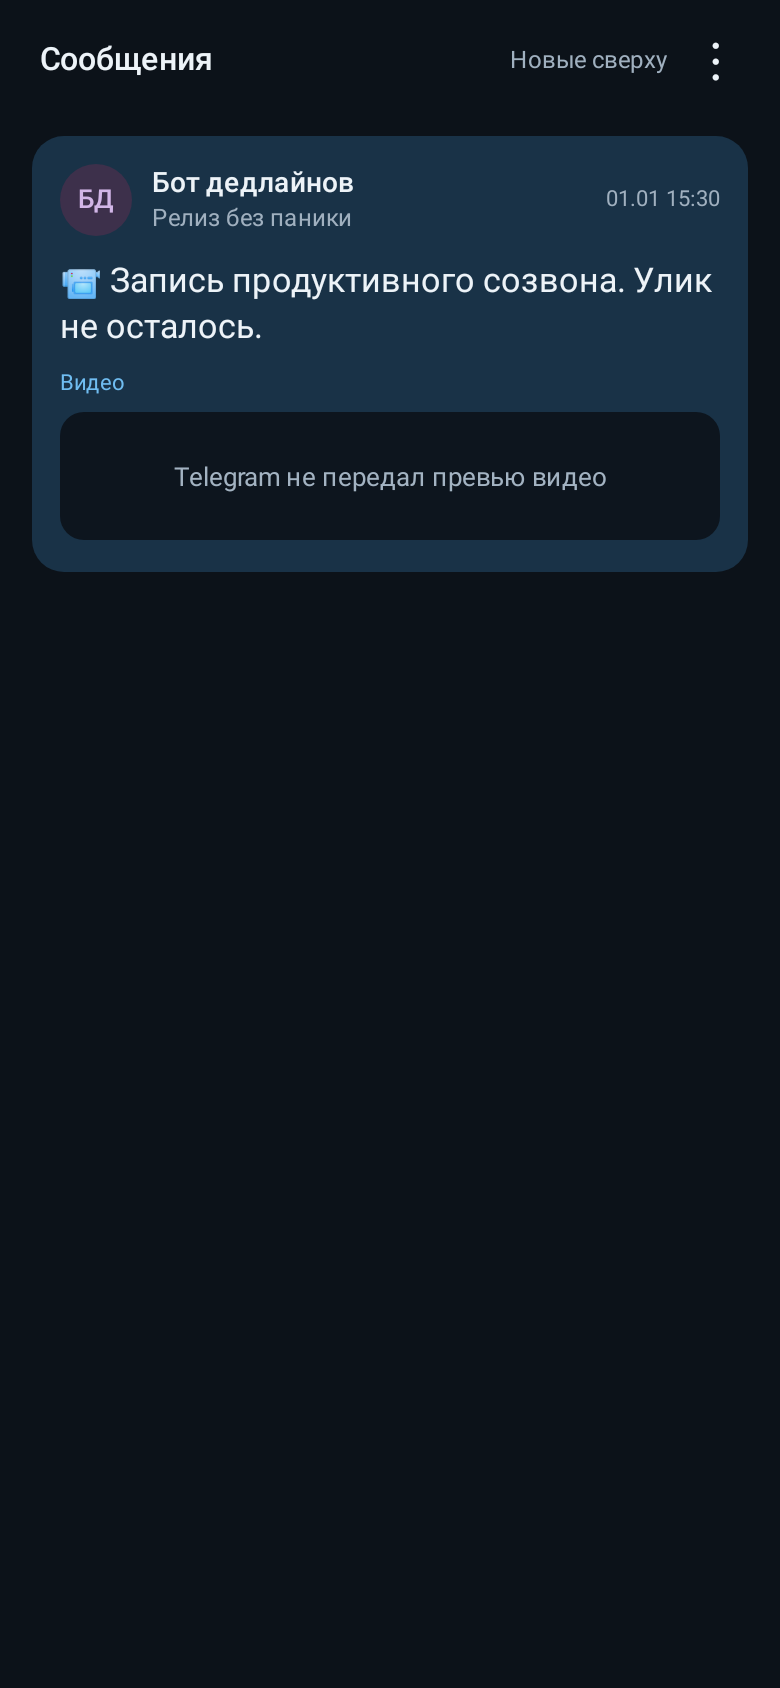 Сообщения
Новые сверху
БД
Бот дедлайнов
Релиз без паники
01.01 15:30
Запись продуктивного созвона. Улик
не осталось.
Видео
Telegram не передал превью видео